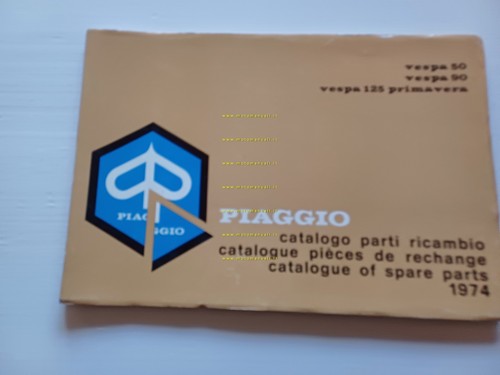 vespa 50
vespa 90
vespa 125 primavera
PIAGGIO
PIAGGIO
catalogo parti ricambio
catalogue pièces de rechange
catalogue of spare parts
1974